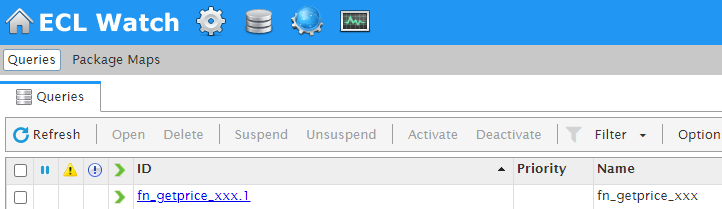 ECL Watch
Queries Package Maps
Queries
Refresh Open Delete Suspend Unsuspend Activate Deactivate Filter Option
ID Priority Name
fn_getprice_xxx.1 fn_getprice_xxx